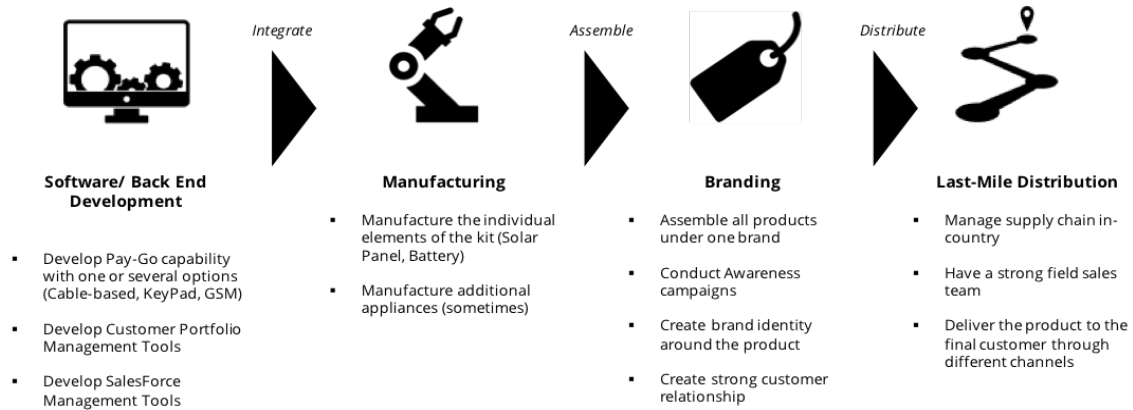 Integrate
Assemble
Distribute
Software/ Back End
Development
▪ Develop Pay-Go capability
with one or several options
(Cable-based, KeyPad, GSM)
▪ Develop Customer Portfolio
Management Tools
▪ Develop SalesForce
Management Tools
Manufacturing
▪ Manufacture the individual
elements of the kit (Solar
Panel, Battery)
▪ Manufacture additional
appliances (sometimes)
Branding
▪ Assemble all products
under one brand
▪ Conduct Awareness
campaigns
▪ Create brand identity
around the product
▪ Create strong customer
relationship
Last-Mile Distribution
▪ Manage supply chain in-
country
▪ Have a strong field sales
team
▪ Deliver the product to the
final customer through
different channels